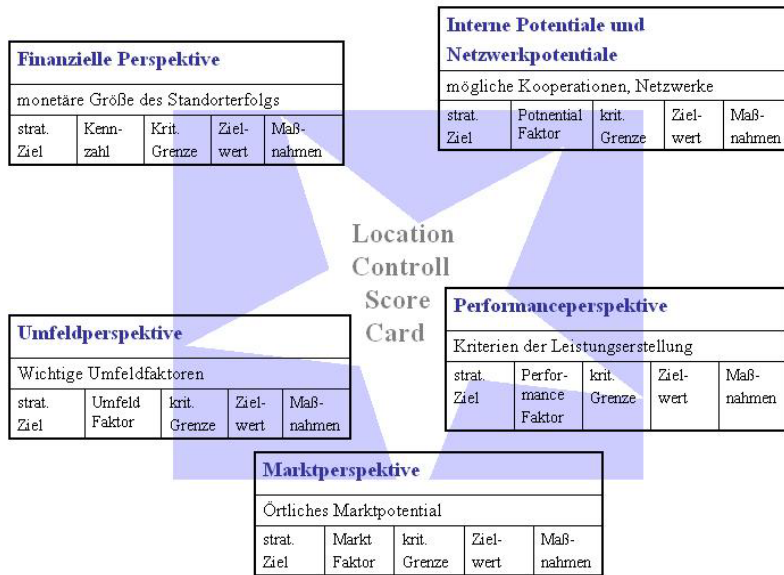 Finanzielle Perspektive
monetäre Größe des Standorterfolgs
strat. Kenn- Krit. Ziel- Maß-
Ziel zahl Grenze wert nahmen
Interne Potentiale und
Netzwerkpotentiale
mögliche Kooperationen, Netzwerke
strat. Potnential krit. Ziel- Maß-
Ziel Faktor Grenze wert nahmen
Location
Controll
Score
Card
Umfeldperspektive
Wichtige Umfeldfaktoren
strat. Umfeld krit. Ziel- Maß-
Ziel Faktor Grenze wert nahmen
Performanceperspektive
Kriterien der Leistungserstellung
strat. Perfor- krit. Ziel- Maß-
Ziel mance Grenze wert nahmen
Faktor
Marktperspektive
Örtliches Marktpotential
strat. Markt krit. Ziel- Maß-
Ziel Faktor Grenze wert nahmen